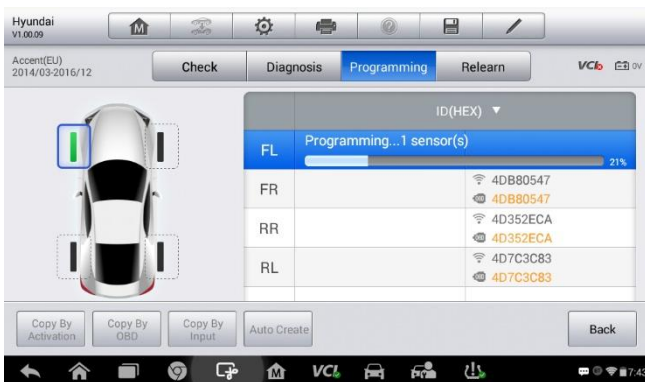 Hyundai
V1.00.09
Accent(EU)
2014/03-2016/12
Check
Diagnosis
Programming
Relearn
VCI
0V
ID(HEX) ▼
FL
Programming...1 sensor(s)
21%
FR
4DB80547
4DB80547
RR
4D352ECA
4D352ECA
RL
4D7C3C83
4D7C3C83
Copy By
Activation
Copy By
OBD
Copy By
Input
Auto Create
Back
VCI
7:43